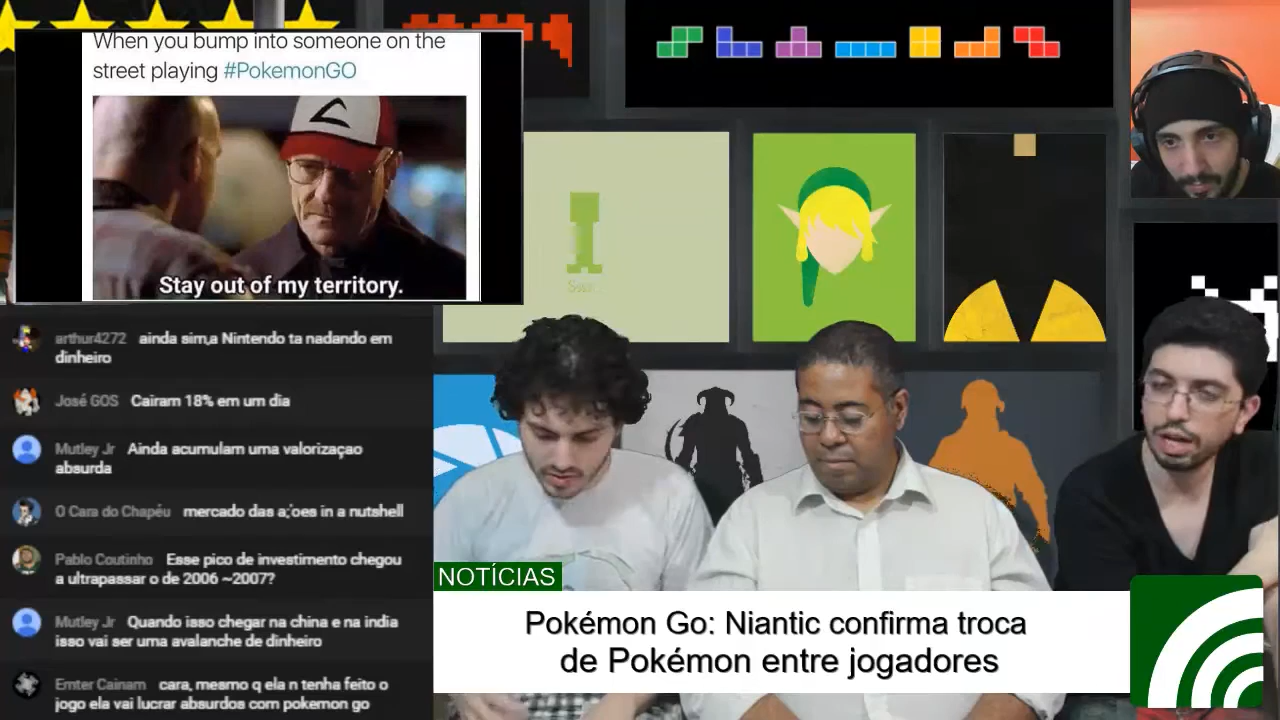 When you bump into someone on the
street playing #PokemonGO
Stay out of my territory.
arthur4272 ainda sim,a Nintendo ta nadando em
dinheiro
José GOS Cairam 18% em um dia
Mutley Jr Ainda acumulam uma valorizaçao
absurda
O Cara do Chapéu mercado das a;'oes in a nutshell
Pablo Coutinho Esse pico de investimento chegou
a ultrapassar o de 2006 ~2007?
Mutley Jr Quando isso chegar na china e na india
isso vai ser uma avalanche de dinheiro
Emter Cainam cara, mesmo q ela n tenha feito o
jogo ela vai lucrar absurdos com pokemon go
NOTÍCIAS
Pokémon Go: Niantic confirma troca
de Pokémon entre jogadores